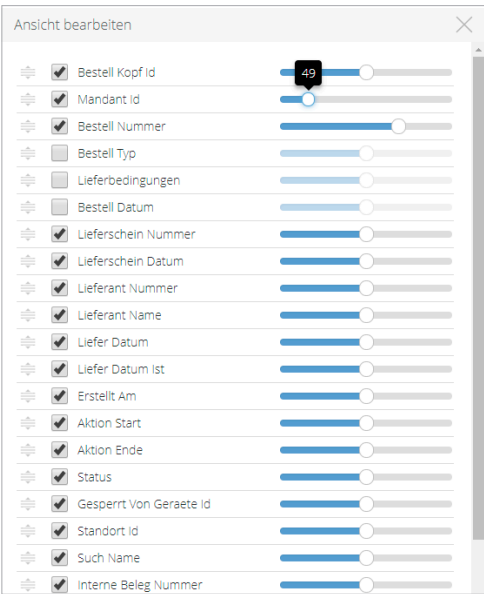 Ansicht bearbeiten
Bestell Kopf Id
49
Mandant Id
Bestell Nummer
Bestell Typ
Lieferbedingungen
Bestell Datum
Lieferschein Nummer
Lieferschein Datum
Lieferant Nummer
Lieferant Name
Liefer Datum
Liefer Datum Ist
Erstellt Am
Aktion Start
Aktion Ende
Status
Gesperrt Von Geraete Id
Standort Id
Such Name
Interne Beleg Nummer